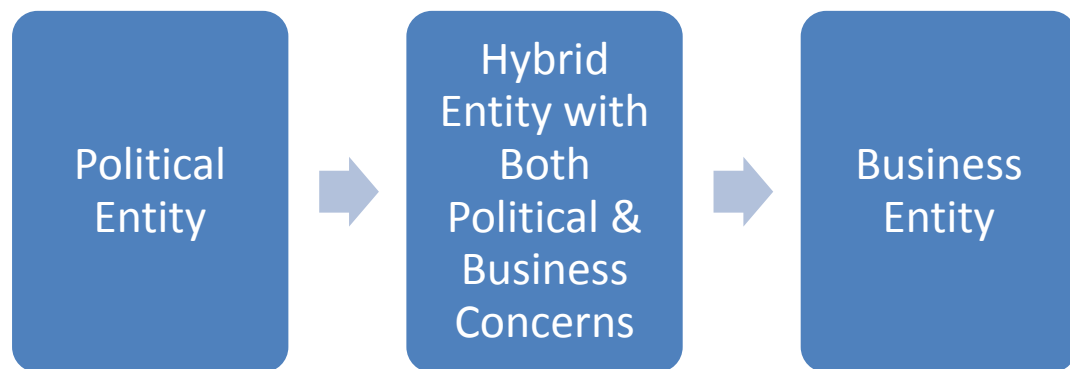 Political
Entity
Hybrid
Entity with
Both
Political &
Business
Concerns
Business
Entity